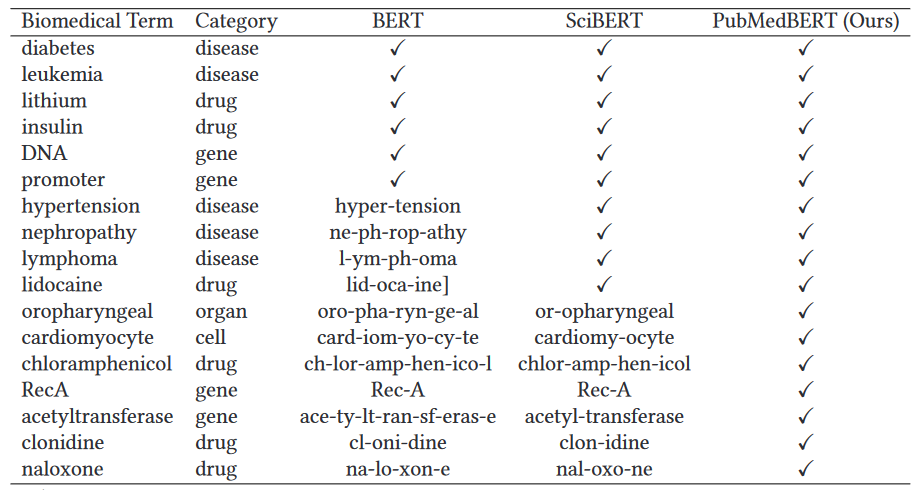 Biomedical Term Category BERT SciBERT PubMedBERT (Ours)
diabetes disease ✓ ✓ ✓
leukemia disease ✓ ✓ ✓
lithium drug ✓ ✓ ✓
insulin drug ✓ ✓ ✓
DNA gene ✓ ✓ ✓
promoter gene ✓ ✓ ✓
hypertension disease hyper-tension ✓ ✓
nephropathy disease ne-ph-rop-athy ✓ ✓
lymphoma disease l-ym-ph-oma ✓ ✓
lidocaine drug lid-oca-ine] ✓ ✓
oropharyngeal organ oro-pha-ryn-ge-al or-opharyngeal ✓
cardiomyocyte cell card-iom-yo-cy-te cardiomy-ocyte ✓
chloramphenicol drug ch-lor-amp-hen-ico-l chlor-amp-hen-icol ✓
RecA gene Rec-A Rec-A ✓
acetyltransferase gene ace-ty-lt-ran-sf-eras-e acetyl-transferase ✓
clonidine drug cl-oni-dine clon-idine ✓
naloxone drug na-lo-xon-e nal-oxo-ne ✓